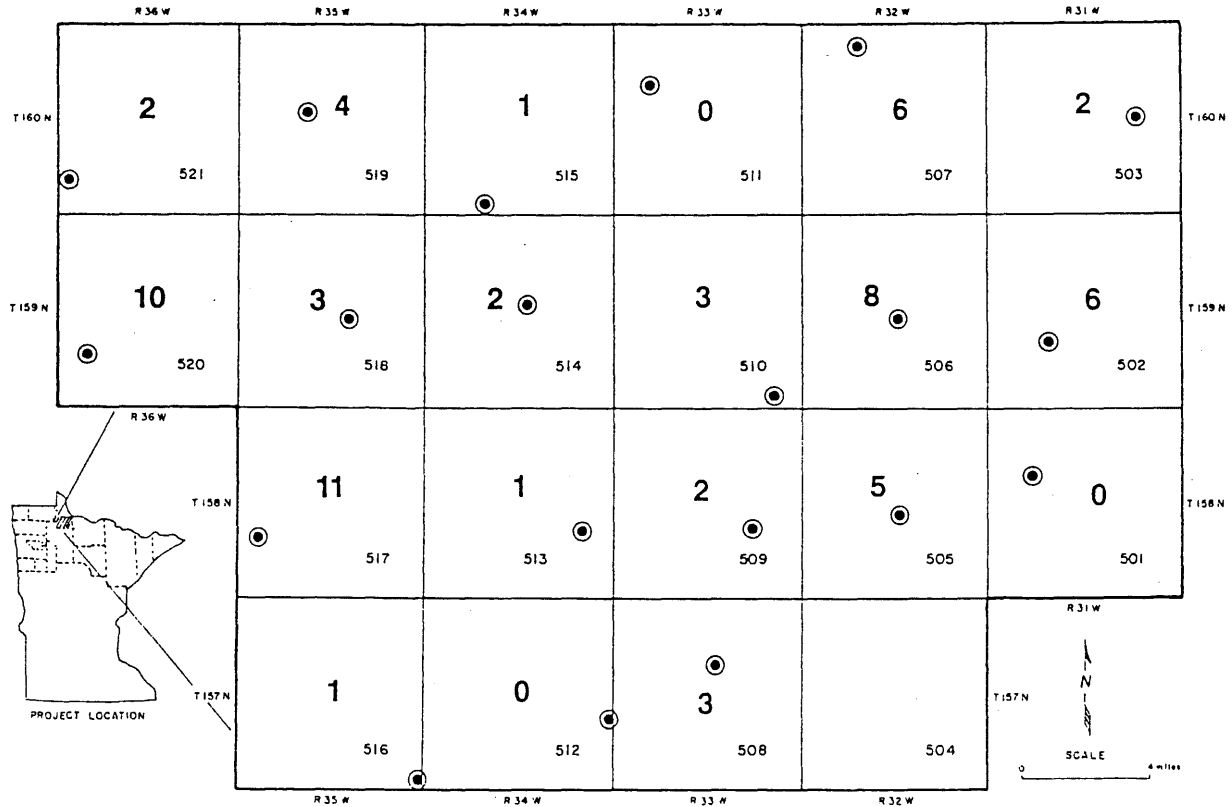 R 36 W R 35 W R 34 W R 33 W R 32 W R 31 W
T 160 N 2 4 1 0 6 2 T 160 N
521 519 515 511 507 503
T 159 N 10 3 2 3 8 6 T 159 N
520 518 514 510 506 502
R 36 W
T 158 N 11 1 2 5 0 T 158 N
517 513 509 505 501
R 31 W
T 157 N 1 0 3 T 157 N
N
PROJECT LOCATION
516 512 508 504
SCALE
0 4 miles
R 35 W R 34 W R 33 W R 32 W